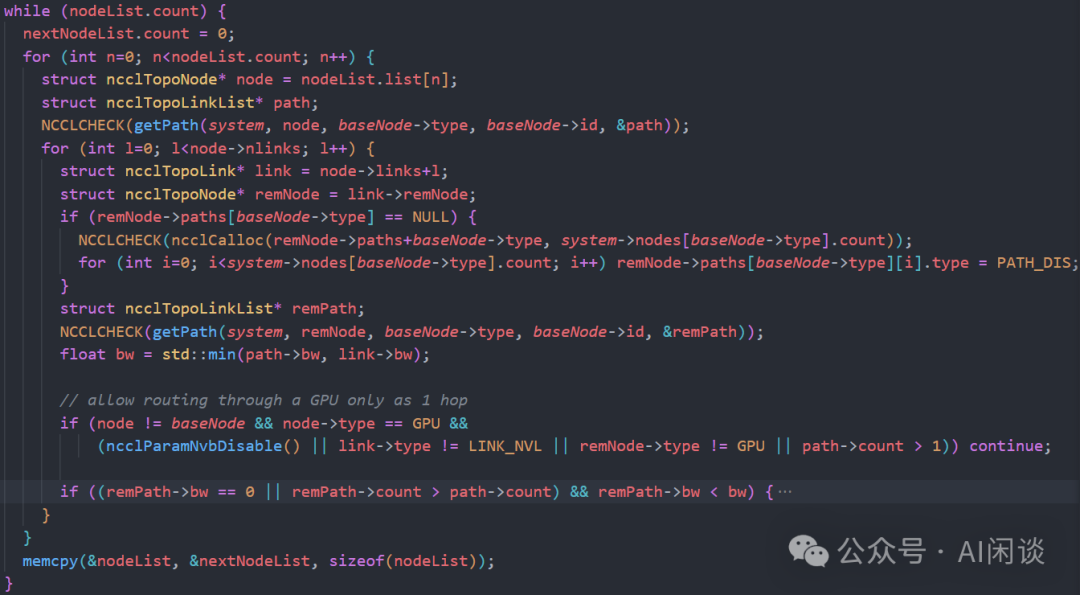 while (nodeList.count) {
nextNodeList.count = 0;
for (int n=0; n<nodeList.count; n++) {
struct ncclTopoNode* node = nodeList.list[n];
struct ncclTopoLinkList* path;
NCCLCHECK(getPath(system, node, baseNode->type, baseNode->id, &path));
for (int l=0; l<node->nlinks; l++) {
struct ncclTopoLink* link = node->links+l;
struct ncclTopoNode* remNode = link->remNode;
if (remNode->paths[baseNode->type] == NULL) {
NCCLCHECK(ncclCalloc(remNode->paths+baseNode->type, system->nodes[baseNode->type].count));
for (int i=0; i<system->nodes[baseNode->type].count; i++) remNode->paths[baseNode->type][i].type = PATH_DIS;
}
struct ncclTopoLinkList* remPath;
NCCLCHECK(getPath(system, remNode, baseNode->type, baseNode->id, &remPath));
float bw = std::min(path->bw, link->bw);
// allow routing through a GPU only as 1 hop
if (node != baseNode && node->type == GPU &&
(ncclParamNvbDisable() || link->type != LINK_NVL || remNode->type != GPU || path->count > 1)) continue;
if ((remPath->bw == 0 || remPath->count > path->count) && remPath->bw < bw) {···
}
}
memcpy(&nodeList, &nextNodeList, sizeof(nodeList));
}
公众号 · AI闲谈